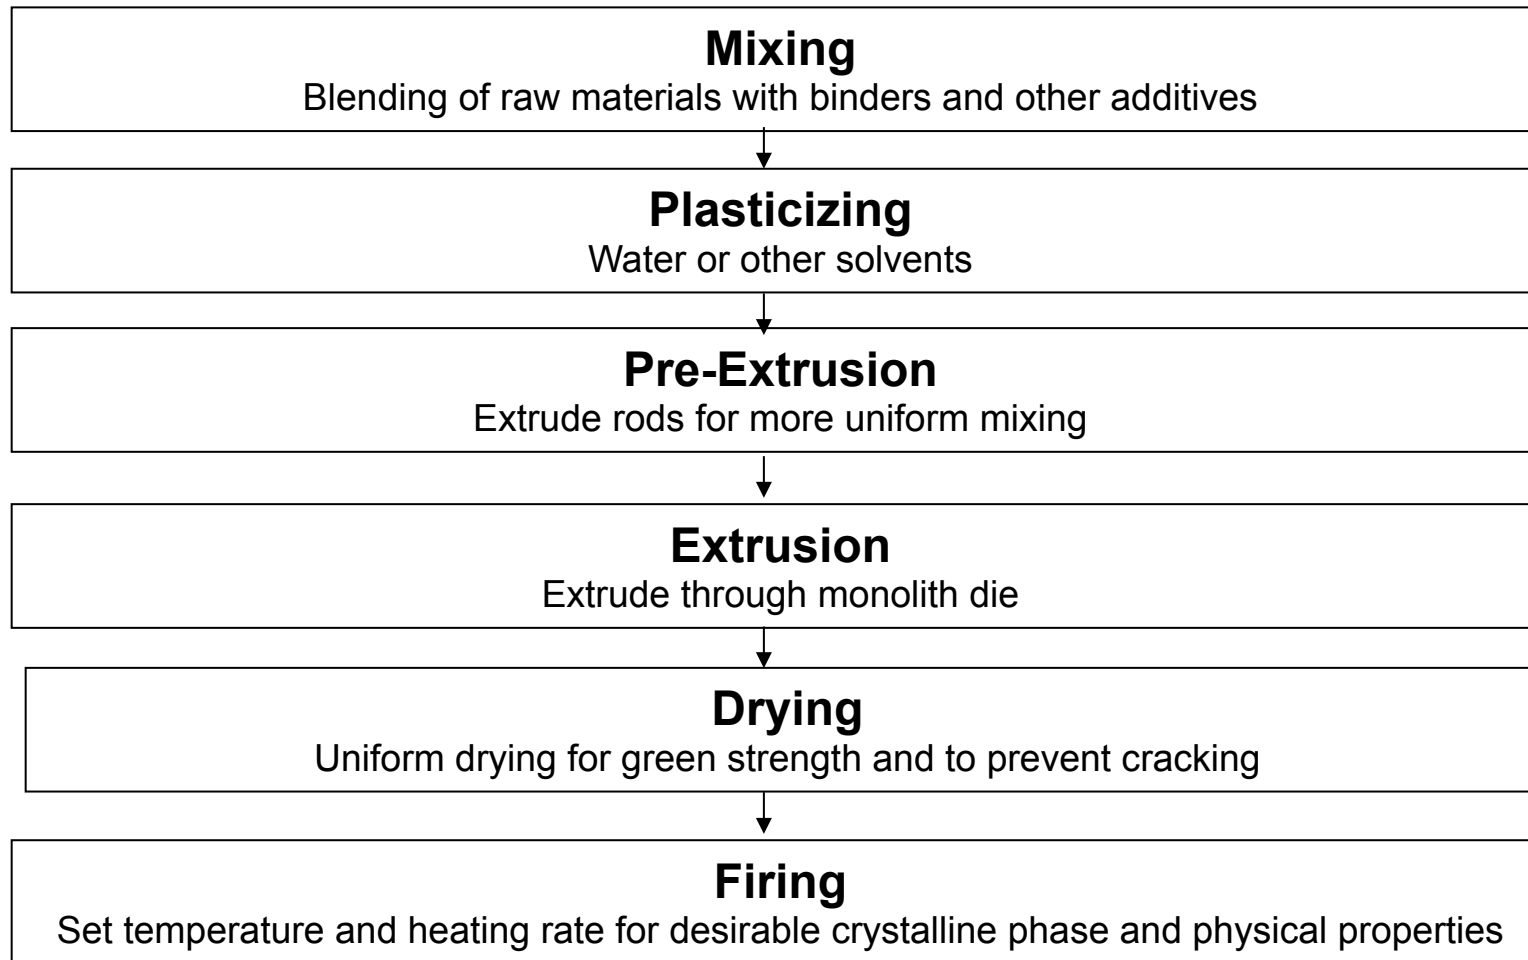 Mixing
Blending of raw materials with binders and other additives
Plasticizing
Water or other solvents
Pre-Extrusion
Extrude rods for more uniform mixing
Extrusion
Extrude through monolith die
Drying
Uniform drying for green strength and to prevent cracking
Firing
Set temperature and heating rate for desirable crystalline phase and physical properties